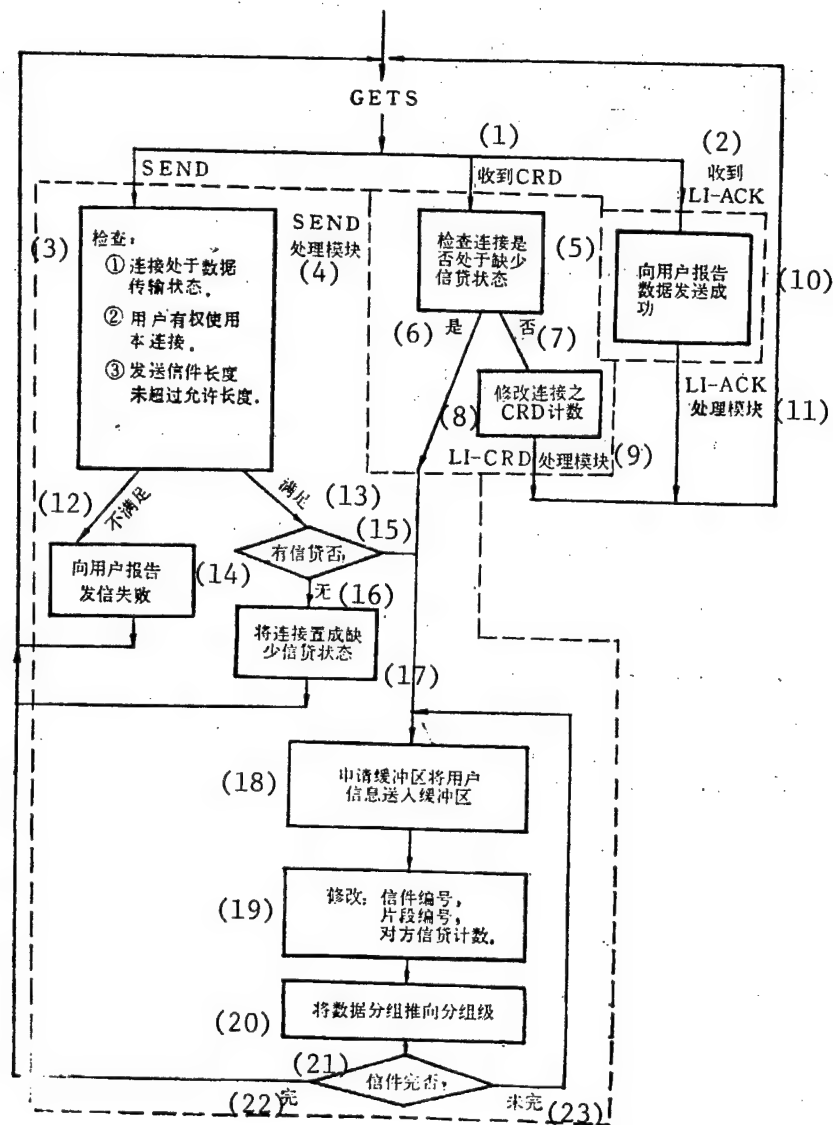 GETS
(1)
(2)
SEND
收到CRD
收到
LI-ACK
(3)
检查：
① 连接处于数据
传输状态。
② 用户有权使用
本连接。
③ 发送信件长度
未超过允许长度。
SEND
处理模块
(4)
检查连接是
否处于缺少
信贷状态
(5)
向用户报告
数据发送成
功
(10)
(6)
是
否
(7)
修改连接之
CRD计数
(8)
LI-CRD 处理模块
(9)
LI-ACK
处理模块
(11)
(12)
不满足
满足
(13)
有信贷否，
(15)
向用户报告
发信失败
(14)
无
(16)
将连接置成缺
少信贷状态
(17)
(18)
申请缓冲区将用户
信息送入缓冲区
(19)
修改：信件编号，
片段编号，
对方信贷计数。
(20)
将数据分组推向分组级
(21)
信件完否，
(22)
完
未完
(23)